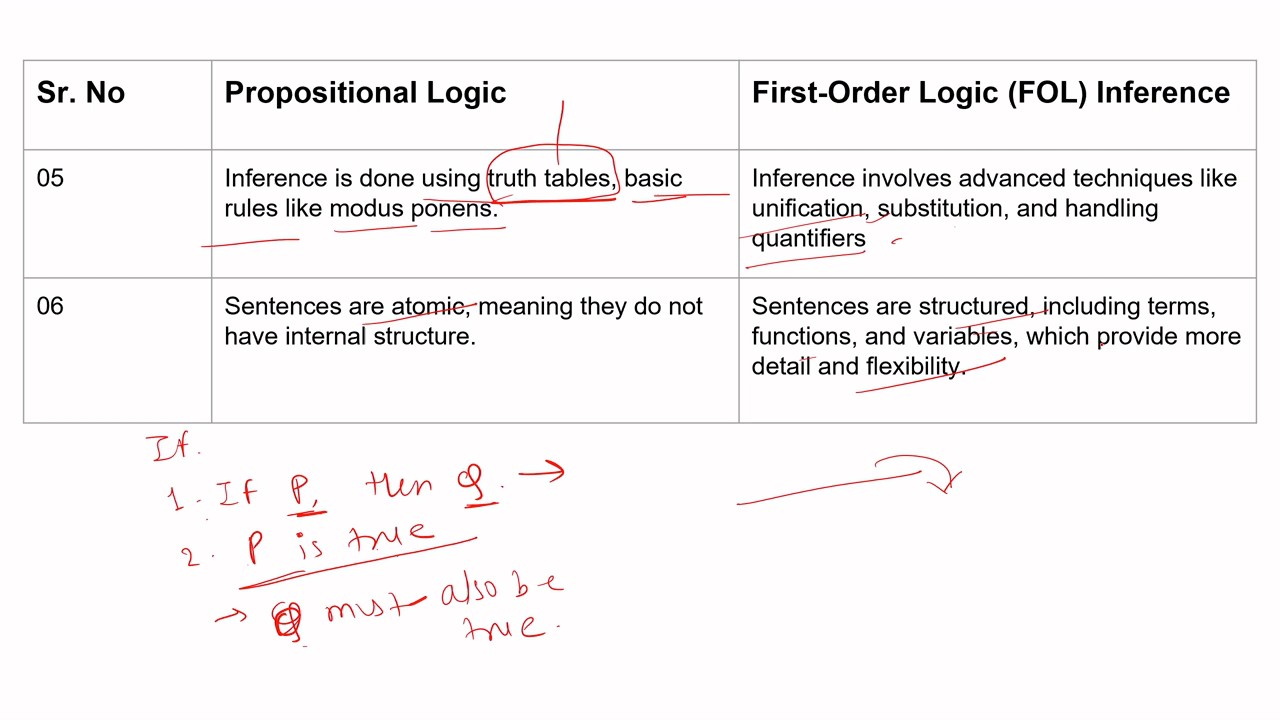 Sr. No
Propositional Logic
First-Order Logic (FOL) Inference
05
Inference is done using truth tables, basic
rules like modus ponens.
Inference involves advanced techniques like
unification, substitution, and handling
quantifiers
06
Sentences are atomic, meaning they do not
have internal structure.
Sentences are structured, including terms,
functions, and variables, which provide more
detail and flexibility.
If.
1. If P, then Q. →
2. P is true
→ Q must also be
true.